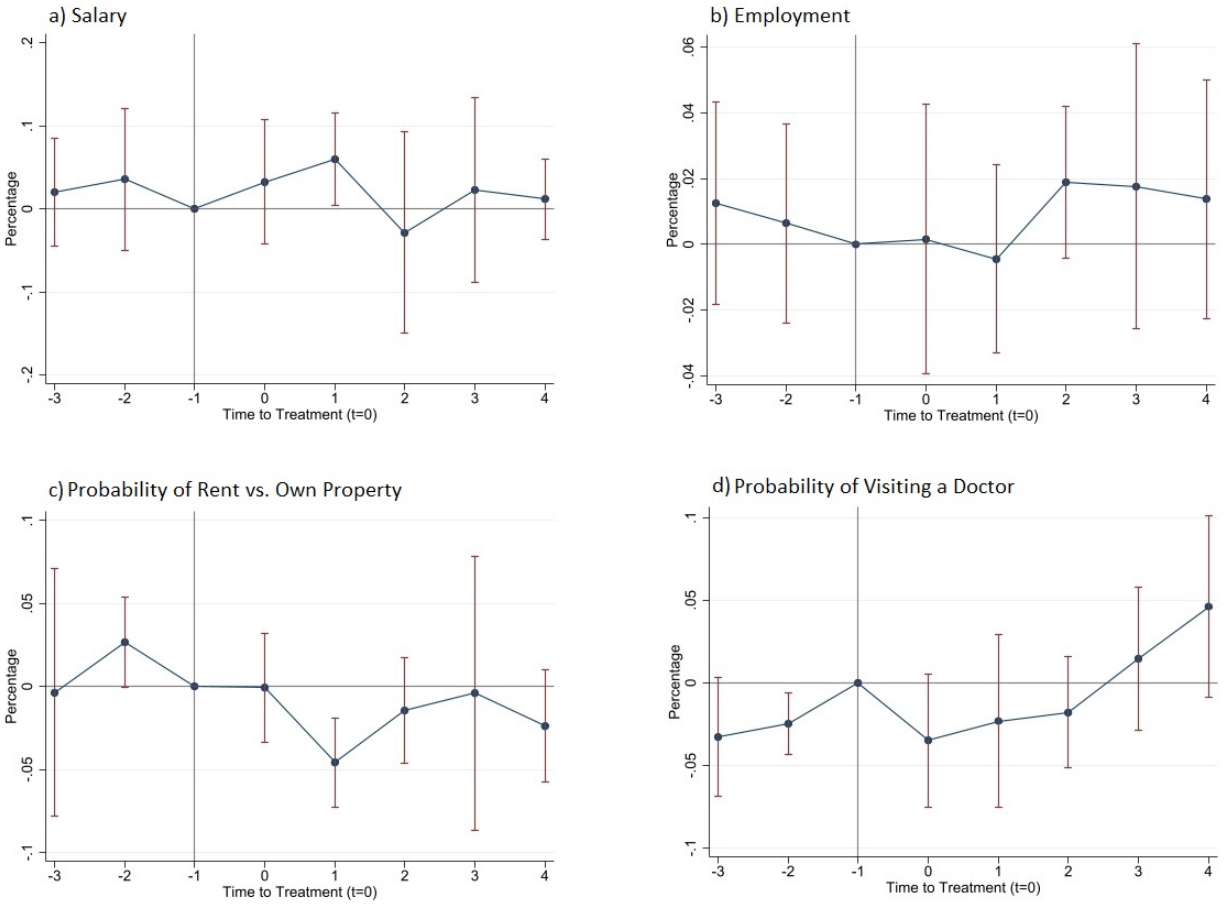 a) Salary
Percentage
.2
.1
0
-.1
-.2
-3 -2 -1 0 1 2 3 4
Time to Treatment (t=0)
b) Employment
Percentage
.06
.04
.02
0
-.02
-.04
-3 -2 -1 0 1 2 3 4
Time to Treatment (t=0)
c) Probability of Rent vs. Own Property
Percentage
.1
.05
0
-.05
-.1
-3 -2 -1 0 1 2 3 4
Time to Treatment (t=0)
d) Probability of Visiting a Doctor
Percentage
.1
.05
0
-.05
-.1
-3 -2 -1 0 1 2 3 4
Time to Treatment (t=0)